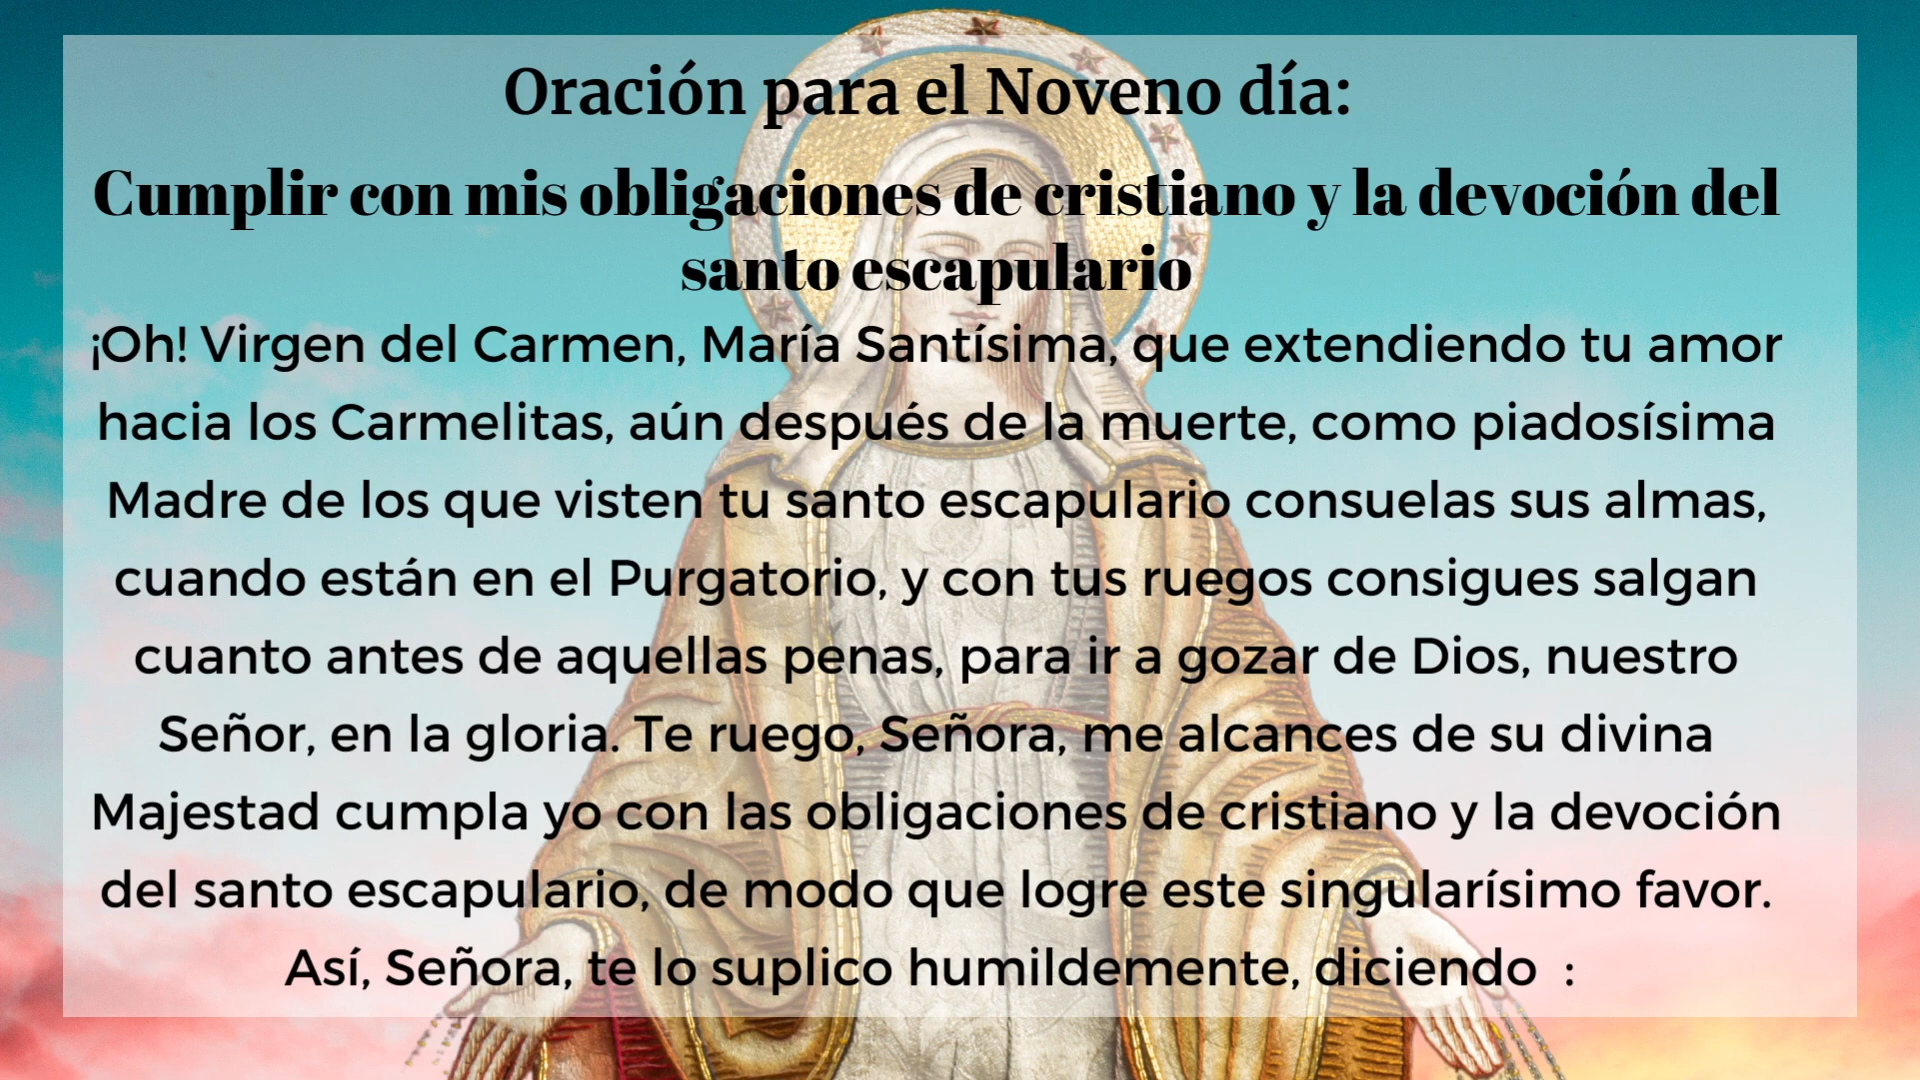 Oración para el Noveno día:
Cumplir con mis obligaciones de cristiano y la devoción del
santo escapulario
¡Oh! Virgen del Carmen, María Santísima, que extendiendo tu amor
hacia los Carmelitas, aún después de la muerte, como piadosísima
Madre de los que visten tu santo escapulario consuelas sus almas,
cuando están en el Purgatorio, y con tus ruegos consigues salgan
cuanto antes de aquellas penas, para ir a gozar de Dios, nuestro
Señor, en la gloria. Te ruego, Señora, me alcances de su divina
Majestad cumpla yo con las obligaciones de cristiano y la devoción
del santo escapulario, de modo que logre este singularísimo favor.
Así, Señora, te lo suplico humildemente, diciendo :